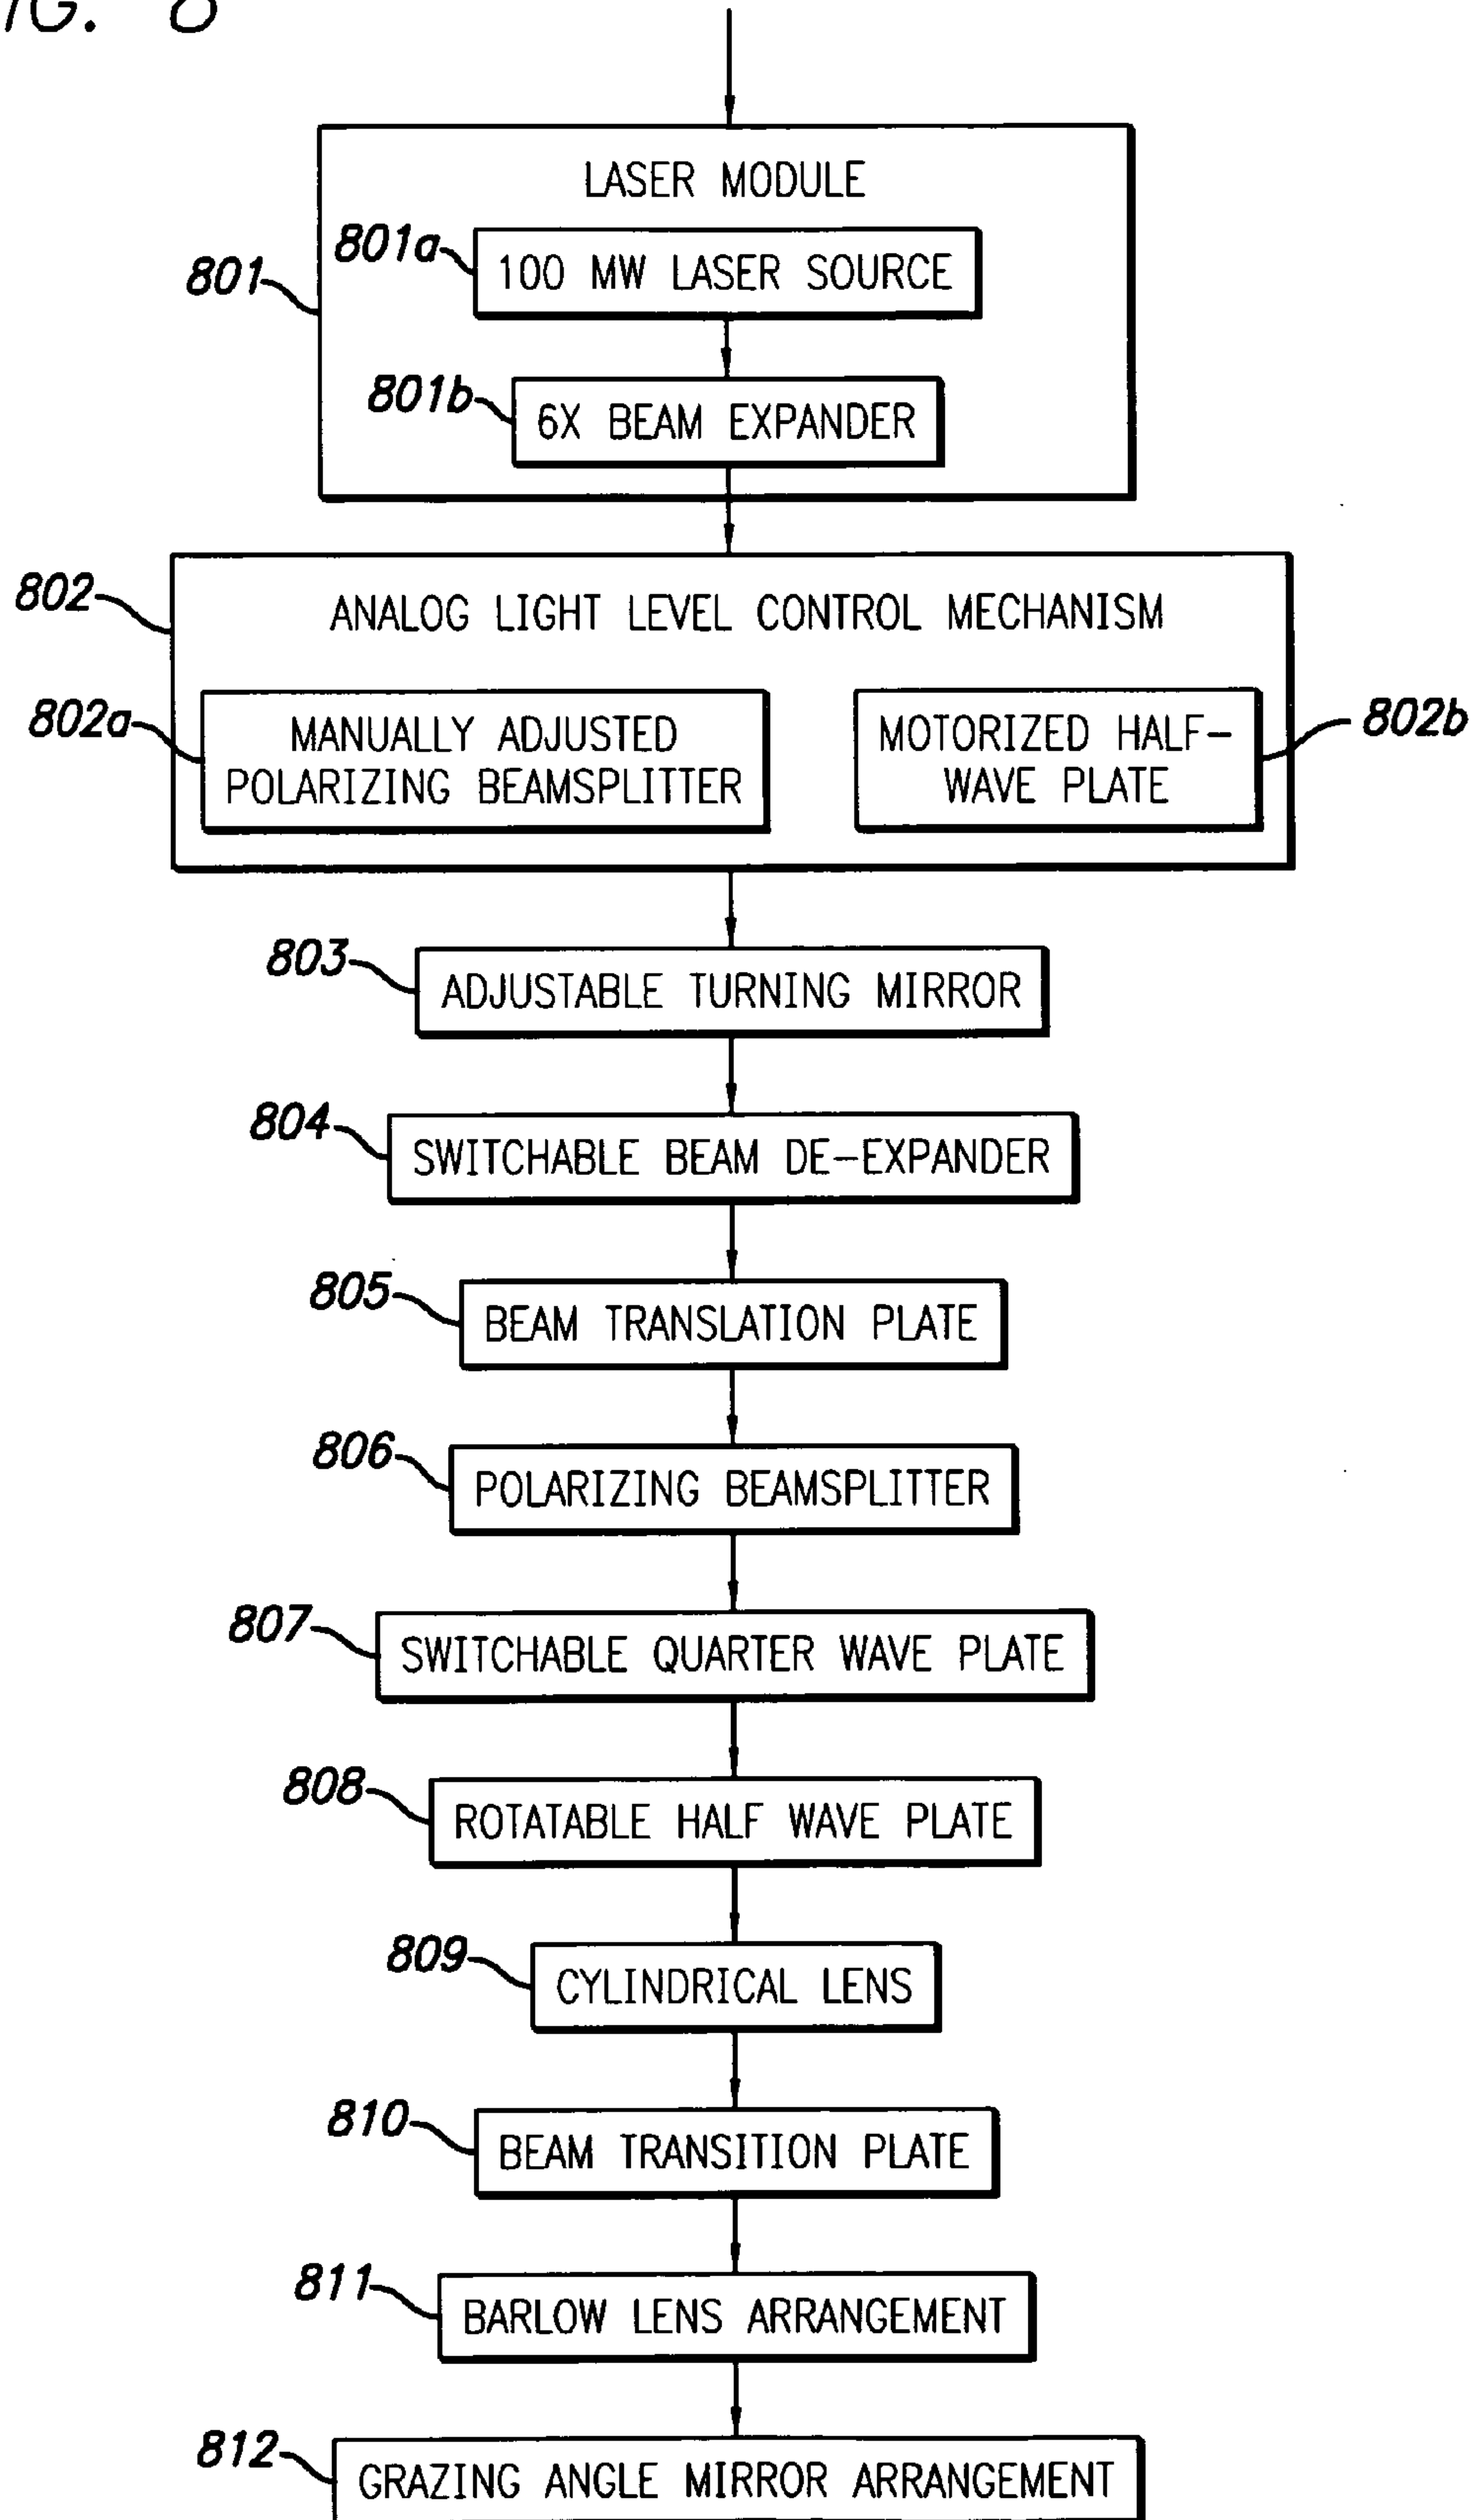 IG. 8
LASER MODULE
801a
100 MW LASER SOURCE
801
801b
6X BEAM EXPANDER
802
ANALOG LIGHT LEVEL CONTROL MECHANISM
802a
MANUALLY ADJUSTED
POLARIZING BEAMSPLITTER
MOTORIZED HALF-
WAVE PLATE
802b
803
ADJUSTABLE TURNING MIRROR
804
SWITCHABLE BEAM DE-EXPANDER
805
BEAM TRANSLATION PLATE
806
POLARIZING BEAMSPLITTER
807
SWITCHABLE QUARTER WAVE PLATE
808
ROTATABLE HALF WAVE PLATE
809
CYLINDRICAL LENS
810
BEAM TRANSITION PLATE
811
BARLOW LENS ARRANGEMENT
812
GRAZING ANGLE MIRROR ARRANGEMENT